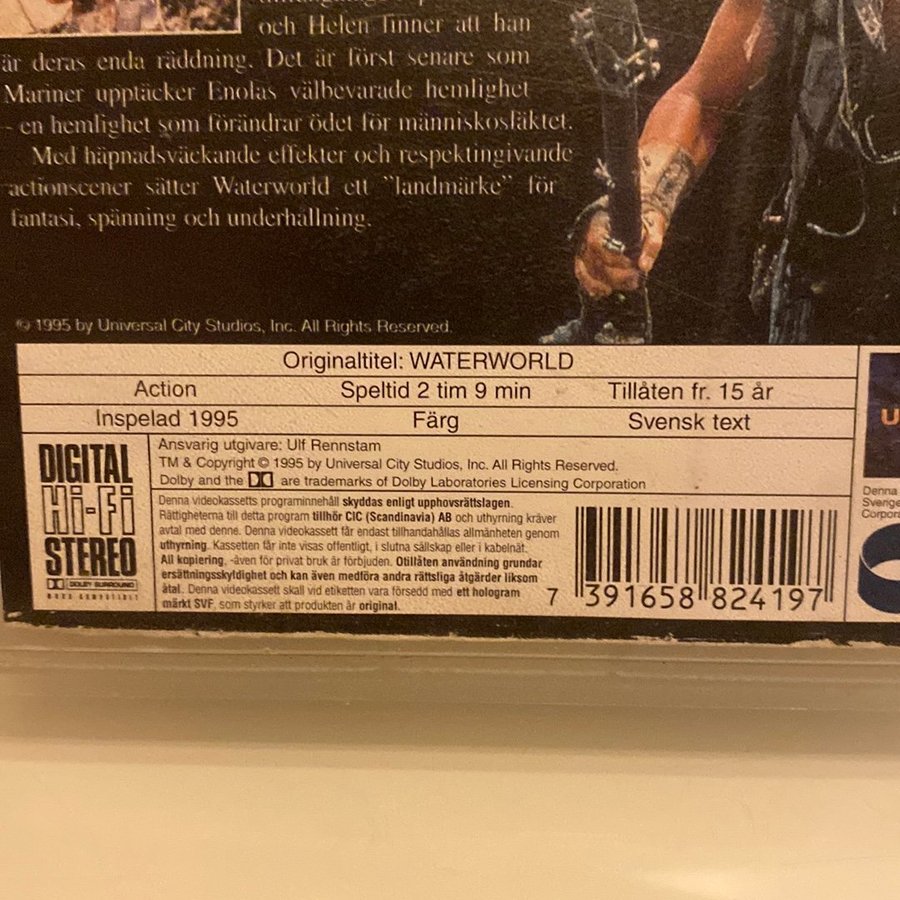 och Helen finner att han
är deras enda räddning. Det är först senare som
Mariner upptäcker Enolas välbevarade hemlighet
- en hemlighet som förändrar ödet för människosläktet.
Med häpnadsväckande effekter och respektingivande
actionscener sätter Waterworld ett "landmärke" för
fantasi, spänning och underhållning.
© 1995 by Universal City Studios, Inc. All Rights Reserved.
Originaltitel: WATERWORLD
Action Speltid 2 tim 9 min Tillåten fr. 15 år
Inspelad 1995 Färg Svensk text
DIGITAL
Hi-Fi
STEREO
DOLBY SURROUND
Ansvarig utgivare: Ulf Rennstam
TM & Copyright © 1995 by Universal City Studios, Inc. All Rights Reserved.
Dolby and the are trademarks of Dolby Laboratories Licensing Corporation
Denna videokassetts programinnehåll skyddas enligt upphovsrättslagen.
Rättigheterna till detta program tillhör CIC (Scandinavia) AB och uthyrning kräver
avtal med denne. Denna videokassett får endast tillhandahållas allmänheten genom
uthyrning. Kassetten får inte visas offentligt, i slutna sällskap eller i kabelnät.
All kopiering, -även för privat bruk är förbjuden. Otillåten användning grundar
ersättningsskyldighet och kan även medföra andra rättsliga åtgärder liksom
åtal. Denna videokassett skall vid etiketten vara försedd med ett hologram
märkt SVF, som styrker att produkten är original.
7 391658 824197
U
Denna
Sverige
Corpora